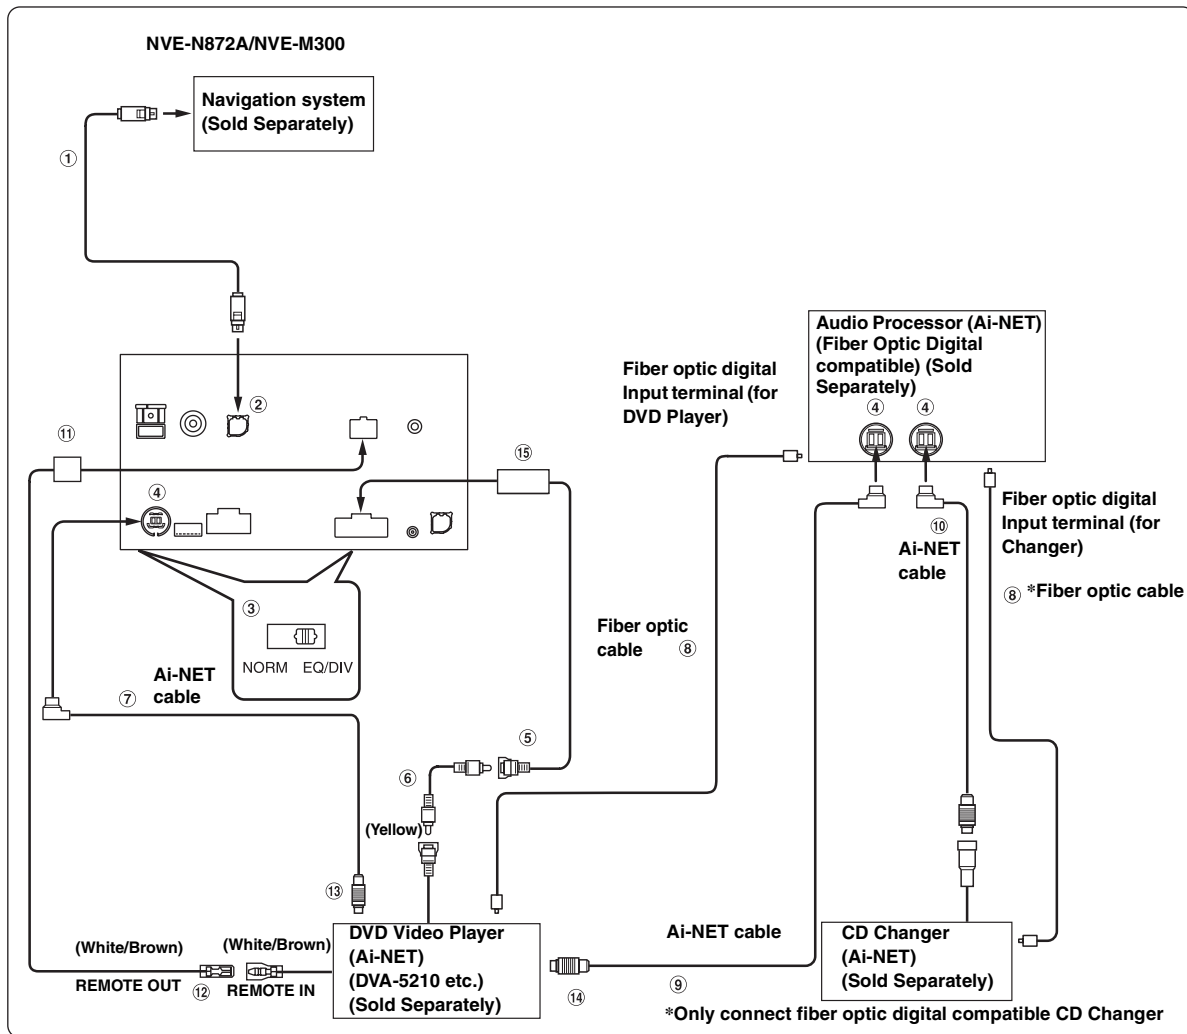 NVE-N872A/NVE-M300
Navigation system
(Sold Separately)
①
②
⑪
④
⑮
③
NORM EQ/DIV
Ai-NET
cable
⑦
Fiber optic digital
Input terminal (for
DVD Player)
Audio Processor (Ai-NET)
(Fiber Optic Digital
compatible) (Sold
Separately)
④ ④
⑩
Ai-NET
cable
Fiber optic digital
Input terminal (for
Changer)
⑧ *Fiber optic cable
Fiber optic
cable ⑧
⑤
⑥
(Yellow)
⑬
(White/Brown)
REMOTE OUT
⑫
(White/Brown)
REMOTE IN
DVD Video Player
(Ai-NET)
(DVA-5210 etc.)
(Sold Separately)
⑭
Ai-NET cable
⑨
CD Changer
(Ai-NET)
(Sold Separately)
*Only connect fiber optic digital compatible CD Changer